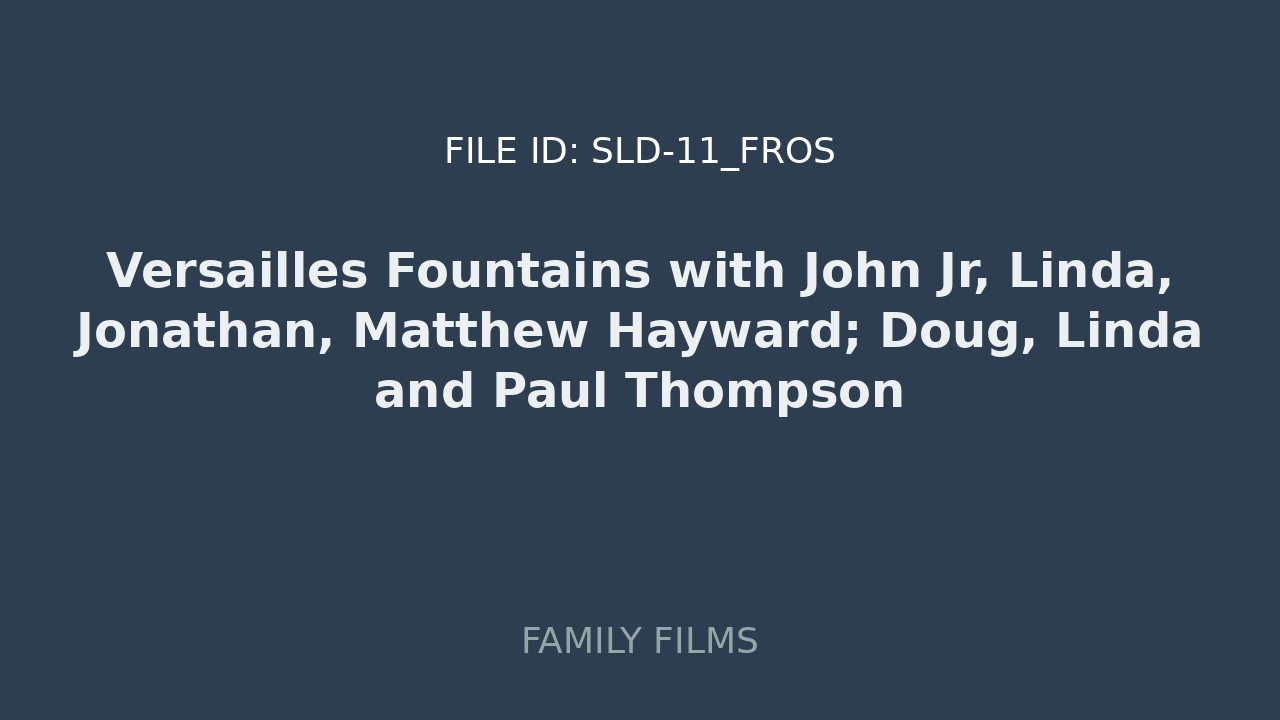 FILE ID: SLD-11_FROS
Versailles Fountains with John Jr, Linda,
Jonathan, Matthew Hayward; Doug, Linda
and Paul Thompson
FAMILY FILMS